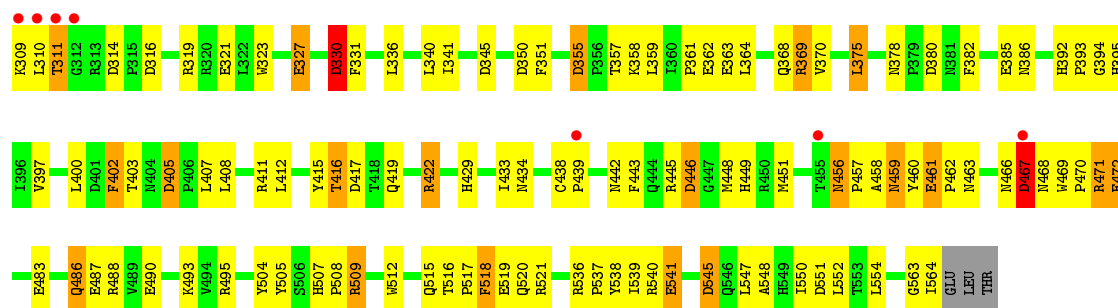 K309 L310 T311 G312 R313 D314 P315 D316 R319 R320 E321 L322 W323 E327 D330 F331 L336 L340 I341 D345 D350 F351 D355 P356 T357 K358 L359 I360 P361 E362 E363 L364 Q368 R369 V370 L375 N378 P379 D380 N381 F382 E385 N386 H392 P393 G394 H395
I396 V397 L400 D401 F402 T403 N404 D405 P406 L407 L408 R411 L412 Y415 T416 D417 T418 Q419 R422 H429 I433 N434 C438 P439 N442 F443 Q444 R445 D446 G447 M448 H449 R450 M451 T455 N456 P457 A458 N459 Y460 E461 P462 N463 N466 D467 N468 W469 P470 R471
E483 Q486 E487 R488 V489 E490 K493 V494 R495 Y504 Y505 S506 H507 P508 R509 W512 Q515 T516 P517 F518 E519 Q520 R521 R536 P537 Y538 I539 R540 E541 D545 Q546 L547 A548 H549 I550 D551 L552 T553 L554 G563 I564 GLU LEU THR